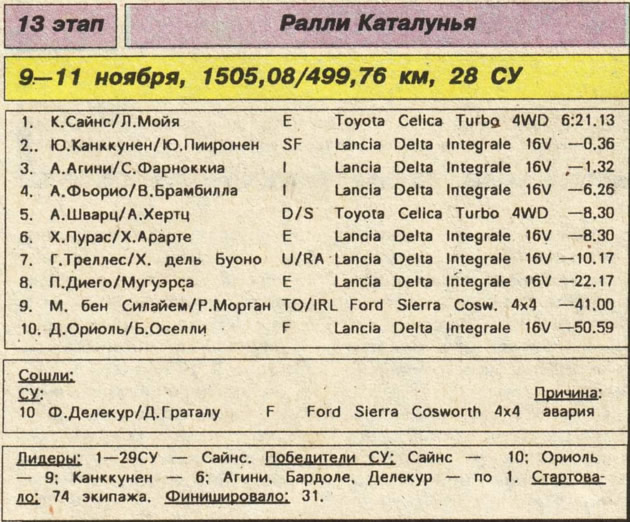 13 этап
Ралли Каталунья
9—11 ноября, 1505,08/499,76 км, 28 СУ
1. К.Сайнс/Л.Мойя E Toyota Celica Turbo 4WD 6:21.13
2.. Ю.Канккунен/Ю.Пииронен SF Lancia Delta Integrale 16V —0.36
3. А.Агини/С.Фарноккиа I Lancia Delta Integrale 16V —1.32
4. А.Фьорио/В.Брамбилла I Lancia Delta Integrale 16V —6.26
5. А.Шварц/А.Хертц D/S Toyota Celica Turbo 4WD —8.30
6. Х.Пурас/Х.Арарте E Lancia Delta Integrale 16V —8.30
7. Г.Треллес/Х. дель Буоно U/RA Lancia Delta Integrale 16V —10.17
8. П.Диего/Мугуэрса E Lancia Delta Integrale 16V —22.17
9. М. бен Силайем/Р.Морган TO/IRL Ford Sierra Cosw. 4x4 —41.00
10. Д.Ориоль/Б.Оселли F Lancia Delta Integrale 16V —50.59
Сошли:
СУ: Причина:
10 Ф.Делекур/Д.Граталу F Ford Sierra Cosworth 4x4 авария
Лидеры: 1—29СУ — Сайнс. Победители СУ: Сайнс — 10; Ориоль
— 9; Канккунен — 6; Агини, Бардоле, Делекур — по 1. Стартова-
ло: 74 экипажа. Финишировало: 31.